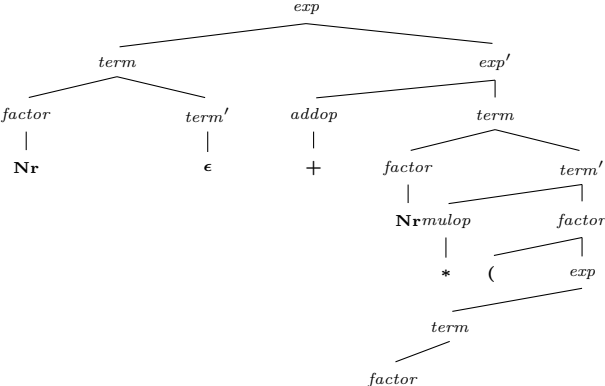 exp
term exp′
factor term′ addop term
Nr ϵ + factor term′
Nr mulop factor
* ( exp
term
factor